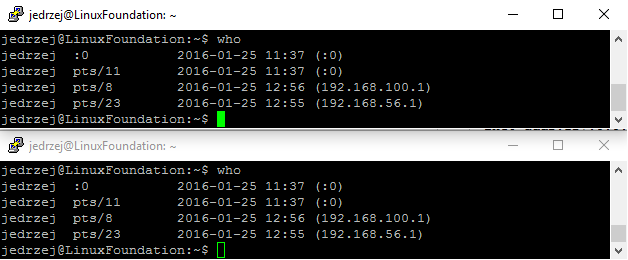 jedrzej@LinuxFoundation: ~
jedrzej@LinuxFoundation:~$ who
jedrzej  :0           2016-01-25 11:37 (:0)
jedrzej  pts/11       2016-01-25 11:37 (:0)
jedrzej  pts/8        2016-01-25 12:56 (192.168.100.1)
jedrzej  pts/23       2016-01-25 12:55 (192.168.56.1)
jedrzej@LinuxFoundation:~$
jedrzej@LinuxFoundation: ~
jedrzej@LinuxFoundation:~$ who
jedrzej  :0           2016-01-25 11:37 (:0)
jedrzej  pts/11       2016-01-25 11:37 (:0)
jedrzej  pts/8        2016-01-25 12:56 (192.168.100.1)
jedrzej  pts/23       2016-01-25 12:55 (192.168.56.1)
jedrzej@LinuxFoundation:~$